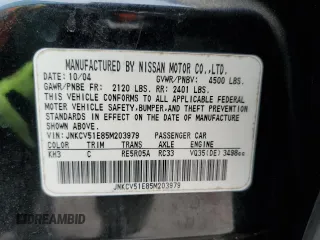 MANUFACTURED BY NISSAN MOTOR CO.,LTD.
DATE 10/04 GVWR/PNBV: 4500 LBS.
GAWR/PNBE FR: 2120 LBS. RR: 2401 LBS.
THIS VEHICLE CONFORMS TO ALL APPLICABLE FEDERAL
MOTOR VEHICLE SAFETY,BUMPER,AND THEFT PREVENTION
STANDARDS IN EFFECT ON THE DATE OF MANUFACTURE
SHOWN ABOVE.
VIN:JNKCV51E85M203979 PASSENGER CAR
COLOR TRIM TRANS AXLE ENGINE
KH3 C RE5R05A RC33 VQ35(DE)3498cc
JNKCV51E85M203979
DREAMBID